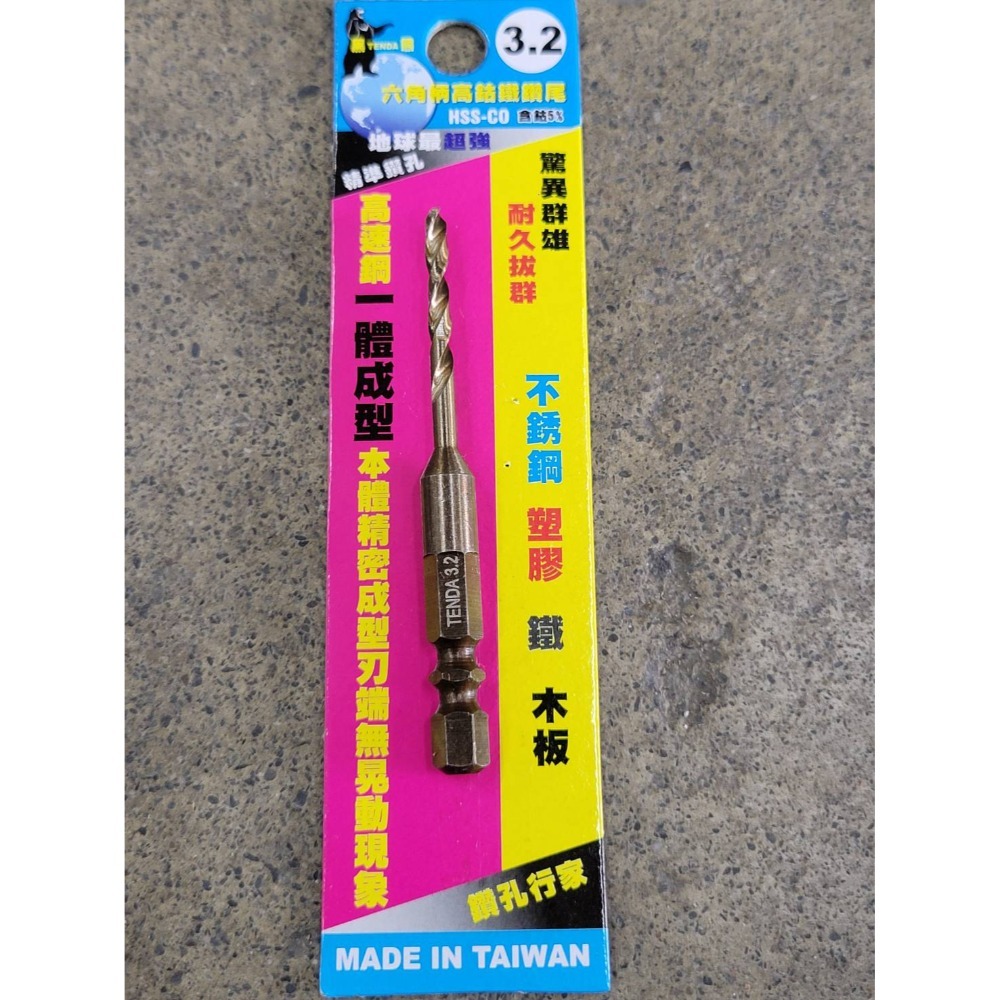 黑 TENDA 熊
3.2
六角柄高鈷鐵鑽尾
HSS-CO 含鈷5%
地球最超強
精準鑽孔
高速鋼一體成型本體精密成型刃端無晃動現象
驚異群雄
耐久拔群
不銹鋼 塑膠 鐵 木板
TENDA 3.2
鑽孔行家
MADE IN TAIWAN